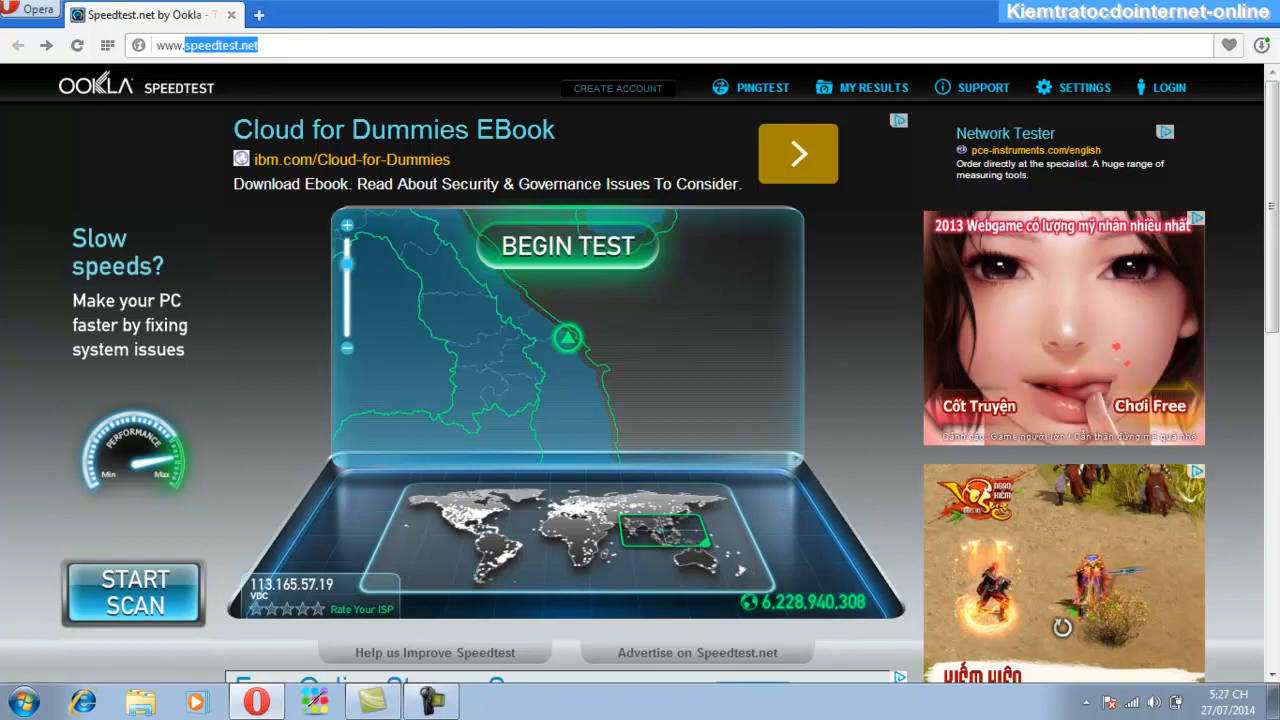 Opera
Speedtest.net by Ookla - T
Kiemtratocdointernet-online
www.speedtest.net
OOKLA SPEEDTEST
CREATE ACCOUNT
PINGTEST
MY RESULTS
SUPPORT
SETTINGS
LOGIN
Cloud for Dummies EBook
ibm.com/Cloud-for-Dummies
Download Ebook. Read About Security & Governance Issues To Consider.
Network Tester
pce-instruments.com/english
Order directly at the specialist. A huge range of
measuring tools.
Slow
speeds?
Make your PC
faster by fixing
system issues
BEGIN TEST
2013 Webgame có lượng mỹ nhân nhiều nhất
Cốt Truyện
Chơi Free
PERFORMANCE
Min
Max
START
SCAN
113.165.57.19
VDC
Rate Your ISP
6,228,940,308
NGẠO
KIẾM
Help us Improve Speedtest
Advertise on Speedtest.net
5:27 CH
27/07/2014